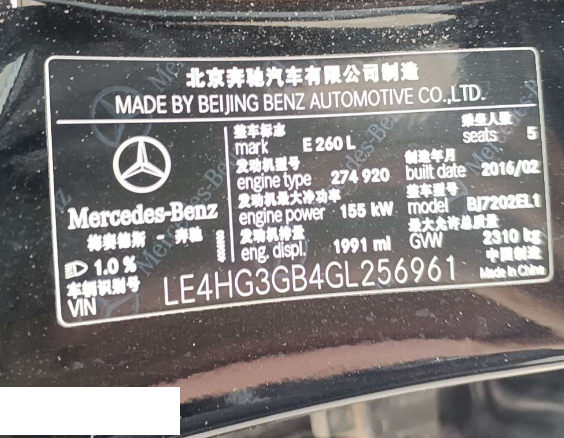 北京奔驰汽车有限公司制造
MADE BY BEIJING BENZ AUTOMOTIVE CO.,LTD.
Mercedes-Benz
梅赛德斯 - 奔驰
1.0 %
整车标志
mark E 260 L
乘坐人数
seats 5
发动机型号
engine type 274 920
制造年月
built date 2016/02
发动机最大净功率
engine power 155 kW
整车型号
model BJ7202EL1
发动机排量
eng. displ. 1991 ml
最大允许总质量
GVW 2310 kg
中国制造
Made in China
车辆识别号
VIN LE4HG3GB4GL256961